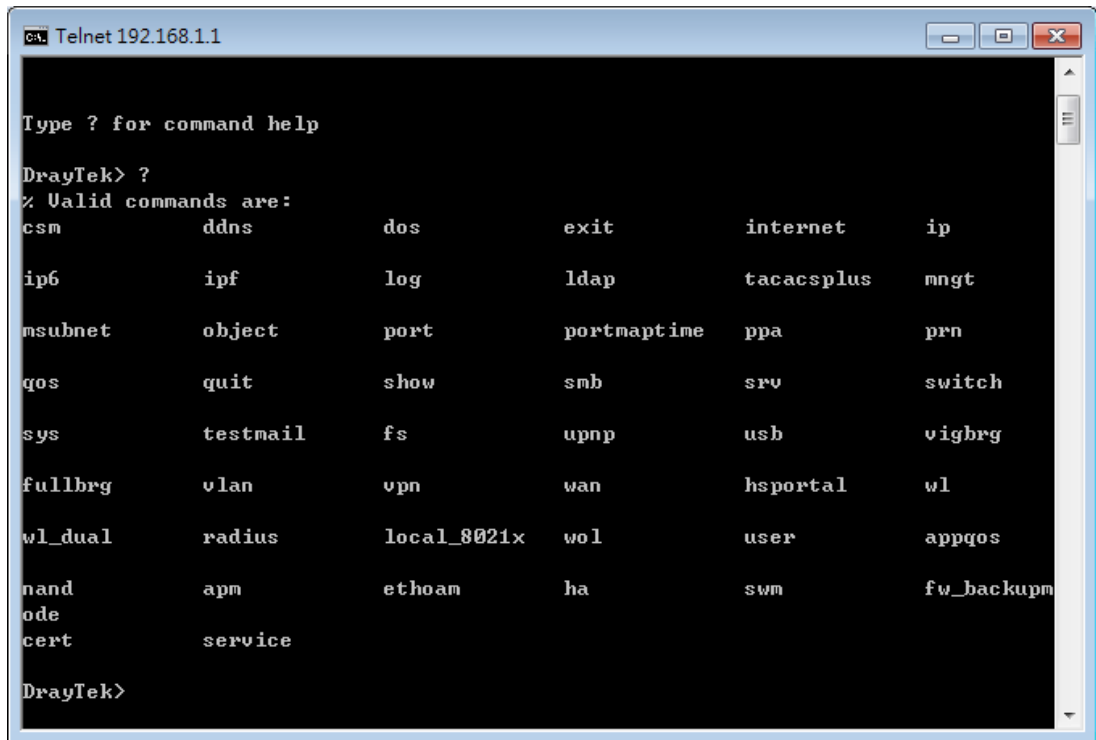 Telnet 192.168.1.1
Type ? for command help
DrayTek> ?
% Valid commands are:
csm ddns dos exit internet ip
ip6 ipf log ldap tacacsplus mngt
msubnet object port portmaptime ppa prn
qos quit show smb srv switch
sys testmail fs upnp usb vigbrg
fullbrg vlan vpn wan hsportal wl
wl_dual radius local_8021x wol user appqos
nand apm ethoam ha swm fw_backupm
ode
cert service
DrayTek>